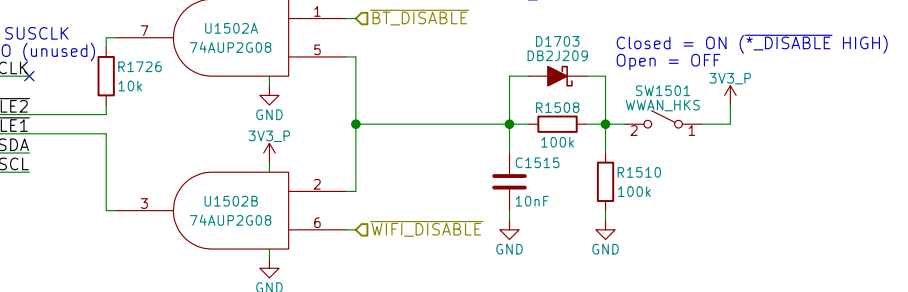 SUSCLK
O (unused)
CLK
LE2
LE1
SDA
SCL
7
R1726
10k
U1502A
74AUP2G08
1
BT_DISABLE
5
GND
3V3_P
U1502B
74AUP2G08
3
2
6
WIFI_DISABLE
GND
D1703
DB2J209
R1508
100k
C1515
10nF
GND
R1510
100k
GND
Closed = ON (*_DISABLE HIGH)
Open = OFF
3V3_P
SW1501
WWAN_HKS
2
1